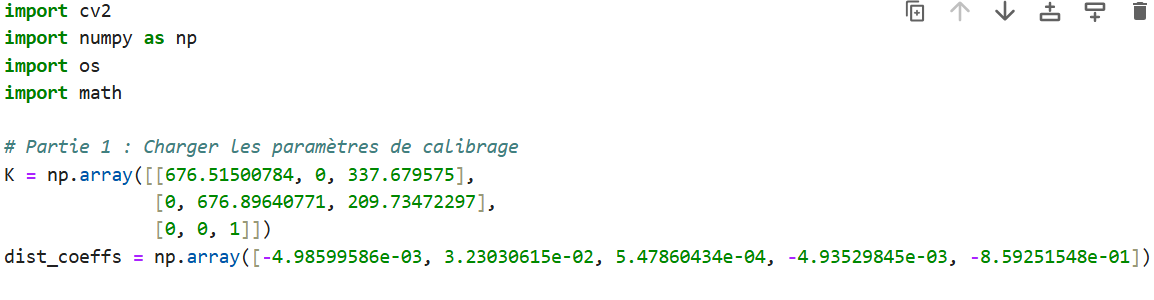 import cv2
import numpy as np
import os
import math

# Partie 1 : Charger les paramètres de calibrage
K = np.array([[676.51500784, 0, 337.679575],
              [0, 676.89640771, 209.73472297],
              [0, 0, 1]])
dist_coeffs = np.array([-4.98599586e-03, 3.23030615e-02, 5.47860434e-04, -4.93529845e-03, -8.59251548e-01])